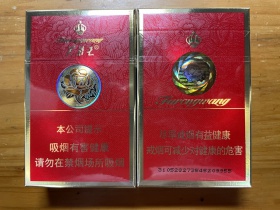 本公司提示
吸烟有害健康
请勿在禁烟场所吸烟
Furongwang
尽早戒烟有益健康
戒烟可减少对健康的危害